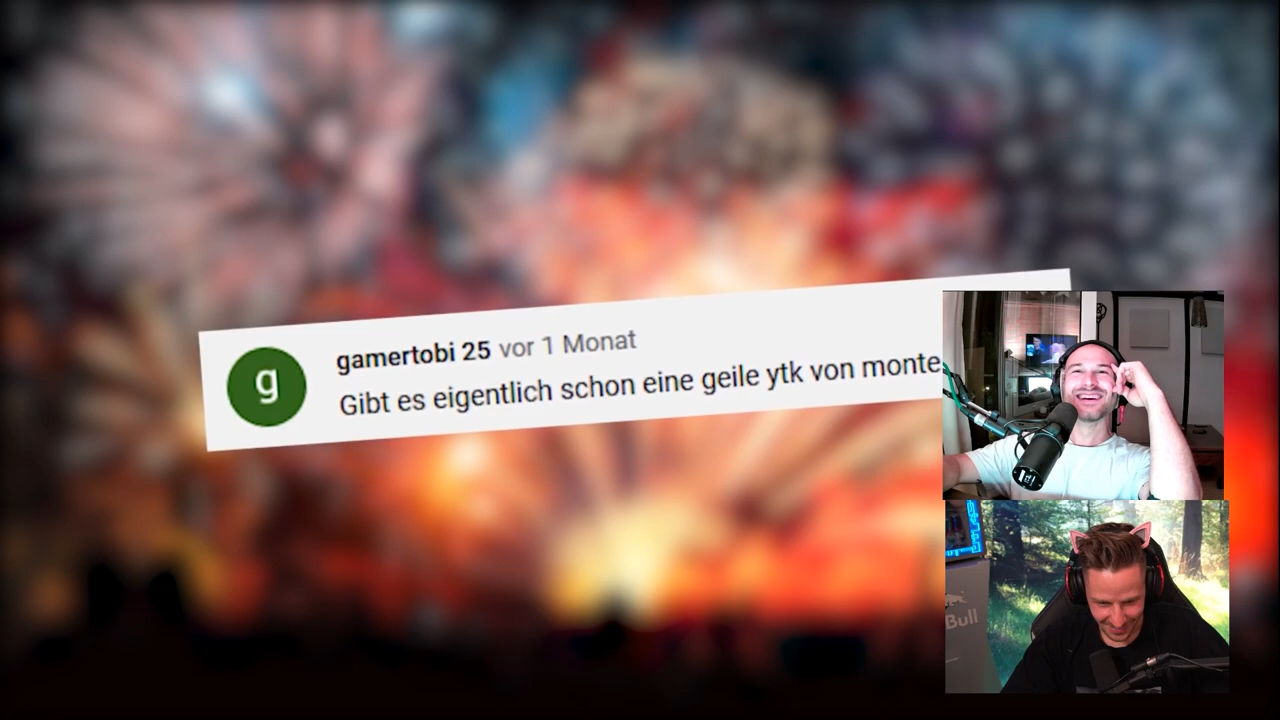 gamertobi 25 vor 1 Monat
Gibt es eigentlich schon eine geile ytk von monte
g
Bull